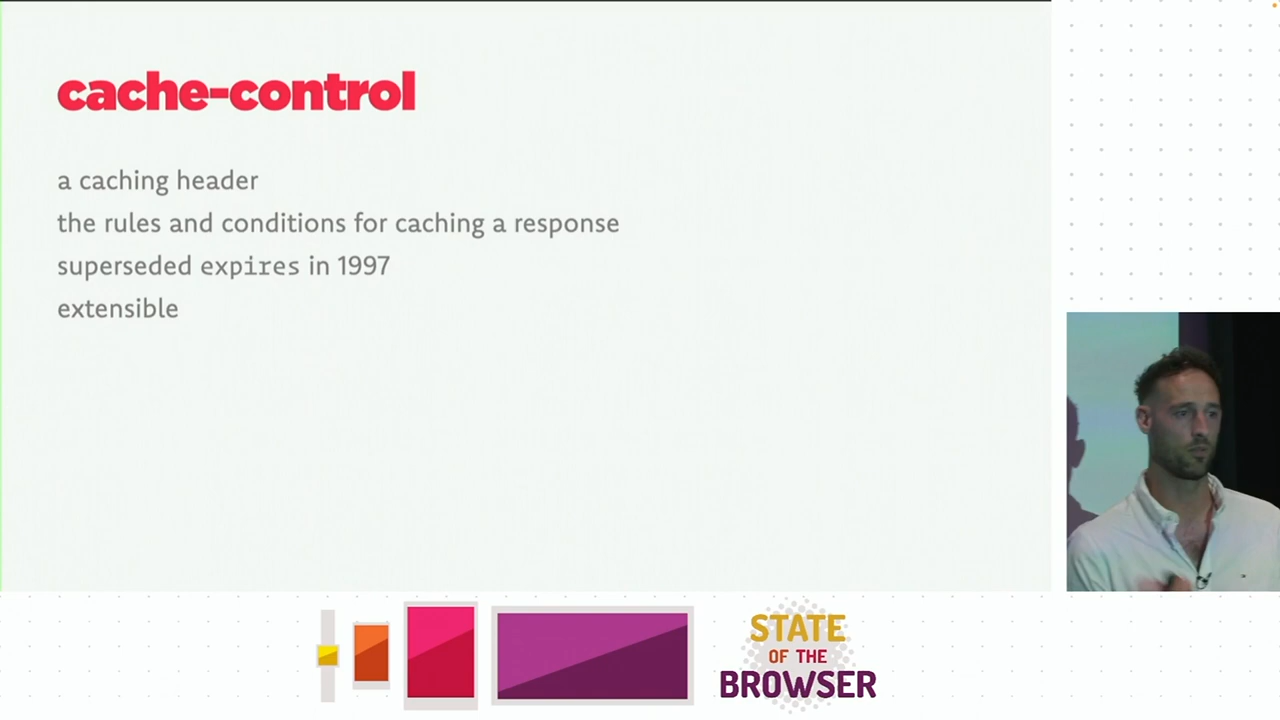 cache-control
a caching header
the rules and conditions for caching a response
superseded expires in 1997
extensible
STATE
OF THE
BROWSER